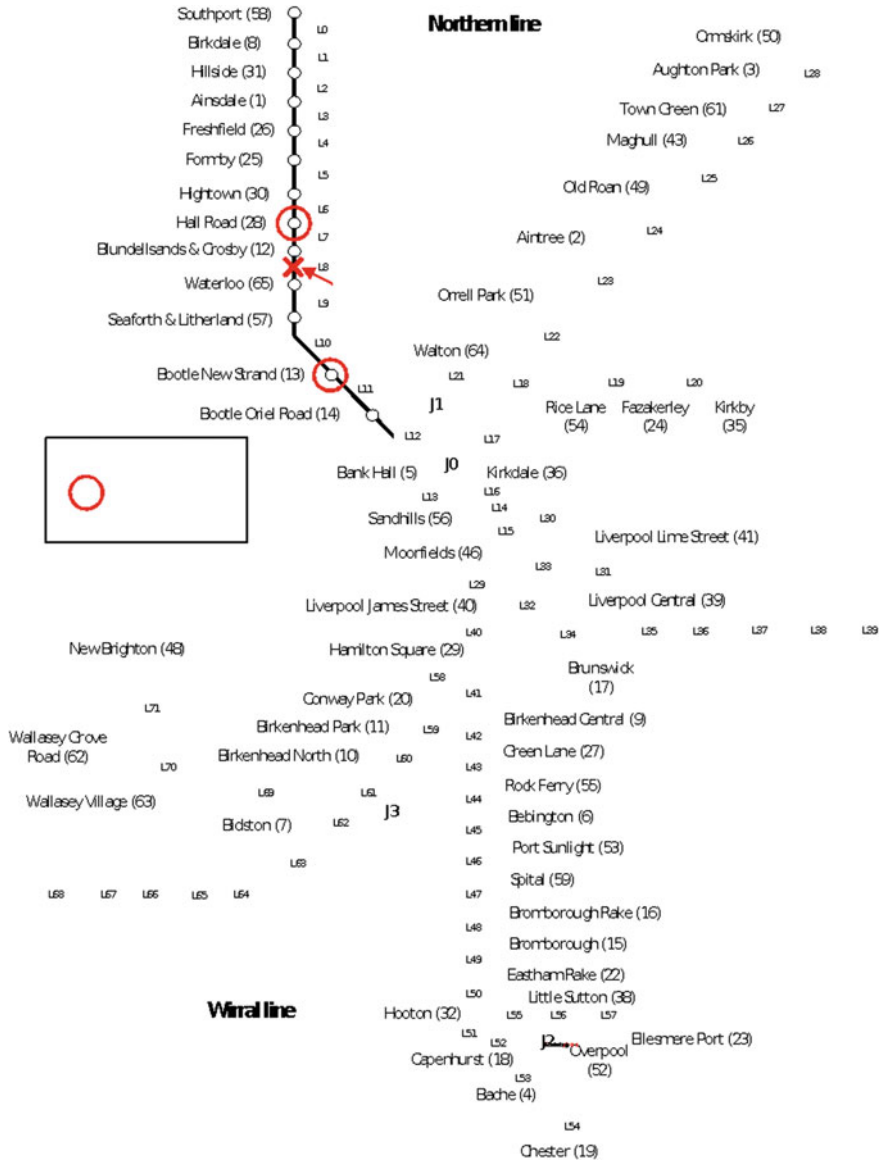 Northern line
Southport (58)
L0
Birkdale (8)
L1
Hillside (31)
L2
Ainsdale (1)
L3
Freshfield (26)
L4
Formby (25)
L5
Hightown (30)
L6
Hall Road (28)
L7
Blundellsands & Crosby (12)
L8
Waterloo (65)
L9
Seaforth & Litherland (57)
L10
Bootle New Strand (13)
L11
Bootle Oriel Road (14)
L12
Ormskirk (50)
L28
Aughton Park (3)
L27
Town Green (61)
L26
Maghull (43)
L25
Old Roan (49)
L24
Aintree (2)
L23
Orrell Park (51)
L22
Walton (64)
L21
L18
L19
L20
J1
Rice Lane
(54)
Fazakerley
(24)
Kirkby
(35)
L17
J0
Bank Hall (5)
Kirkdale (36)
L13
L16
L14
L15
L30
Sandhills (56)
Liverpool Lime Street (41)
Moorfields (46)
L33
L31
L29
Liverpool James Street (40)
L32
Liverpool Central (39)
L40
L34
L35
L36
L37
L38
L39
New Brighton (48)
Hamilton Square (29)
Brunswick
(17)
L58
L41
Conway Park (20)
L71
Birkenhead Park (11)
L59
L42
Birkenhead Central (9)
Wallasey Grove
Road (62)
L70
Birkenhead North (10)
L60
L43
Green Lane (27)
L69
L61
L44
Rock Ferry (55)
Wallasey Village (63)
J3
Bidston (7)
L62
L45
Bebington (6)
L63
L46
Port Sunlight (53)
L68
L67
L66
L65
L64
L47
Spital (59)
L48
Bromborough Rake (16)
L49
Bromborough (15)
L50
Eastham Rake (22)
Little Sutton (38)
Wirral line
Hooton (32)
L55
L56
L57
L51
L52
J2
Ellesmere Port (23)
Capenhurst (18)
Overpool
(52)
L53
Bache (4)
L54
Chester (19)